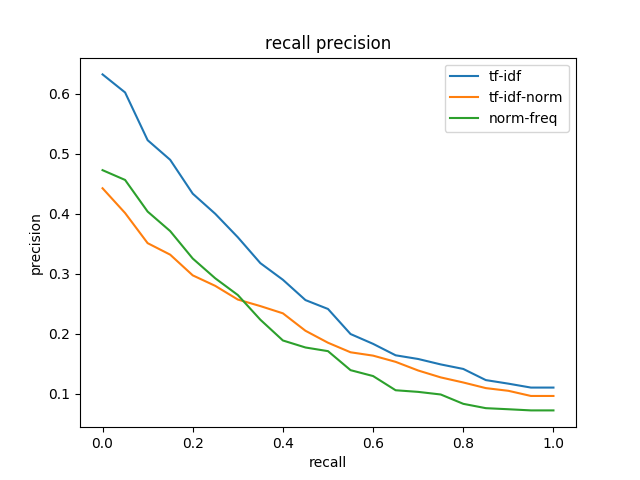 recall precision
tf-idf
tf-idf-norm
norm-freq
precision
0.6
0.5
0.4
0.3
0.2
0.1
0.0 0.2 0.4 0.6 0.8 1.0
recall